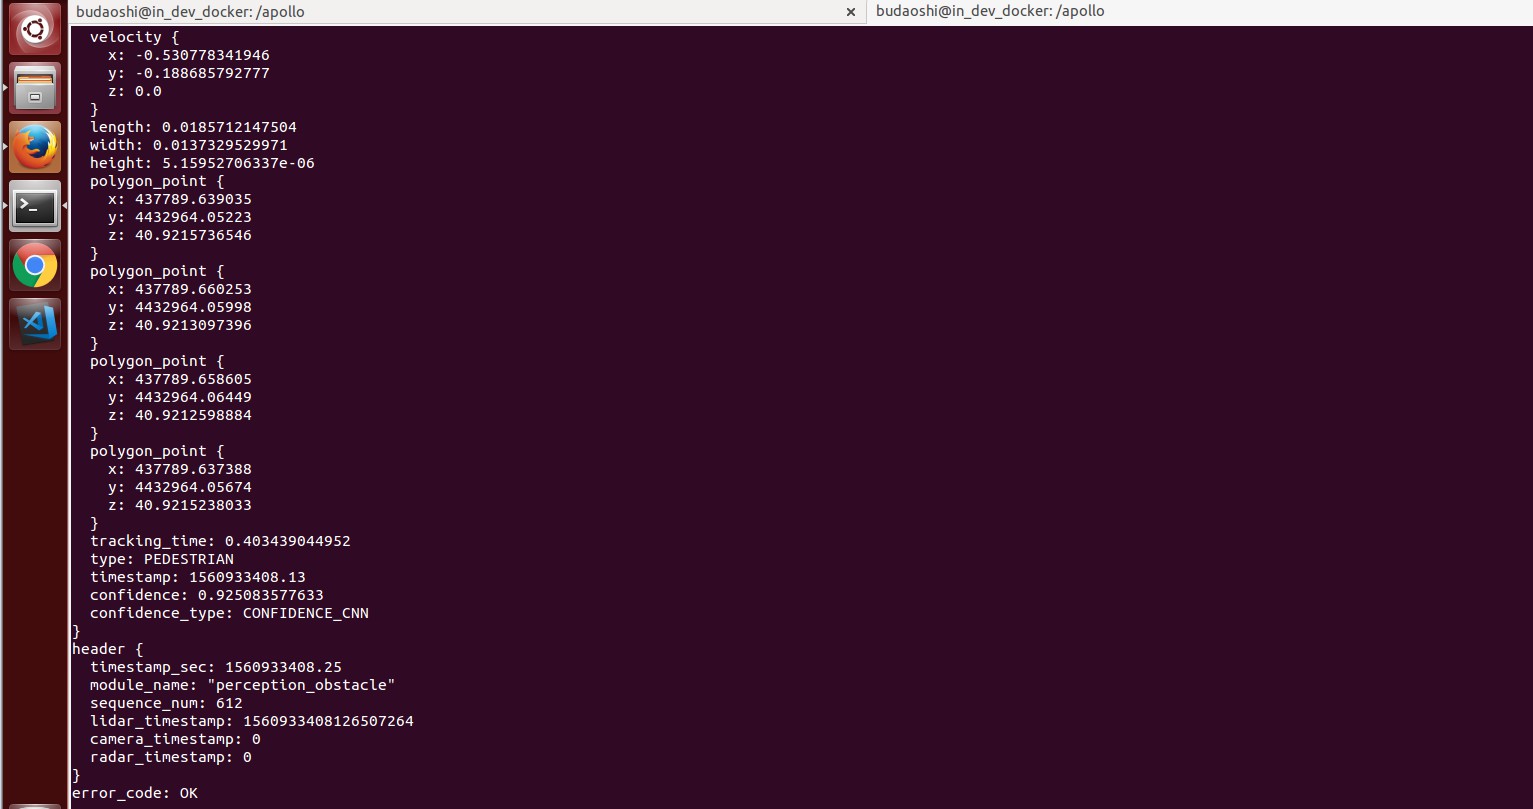 budaoshi@in_dev_docker: /apollo × budaoshi@in_dev_docker: /apollo
velocity {
x: -0.530778341946
y: -0.188685792777
z: 0.0
}
length: 0.0185712147504
width: 0.0137329529971
height: 5.15952706337e-06
polygon_point {
x: 437789.639035
y: 4432964.05223
z: 40.9215736546
}
polygon_point {
x: 437789.660253
y: 4432964.05998
z: 40.9213097396
}
polygon_point {
x: 437789.658605
y: 4432964.06449
z: 40.9212598884
}
polygon_point {
x: 437789.637388
y: 4432964.05674
z: 40.9215238033
}
tracking_time: 0.403439044952
type: PEDESTRIAN
timestamp: 1560933408.13
confidence: 0.925083577633
confidence_type: CONFIDENCE_CNN
}
header {
timestamp_sec: 1560933408.25
module_name: "perception_obstacle"
sequence_num: 612
lidar_timestamp: 1560933408126507264
camera_timestamp: 0
radar_timestamp: 0
}
error_code: OK